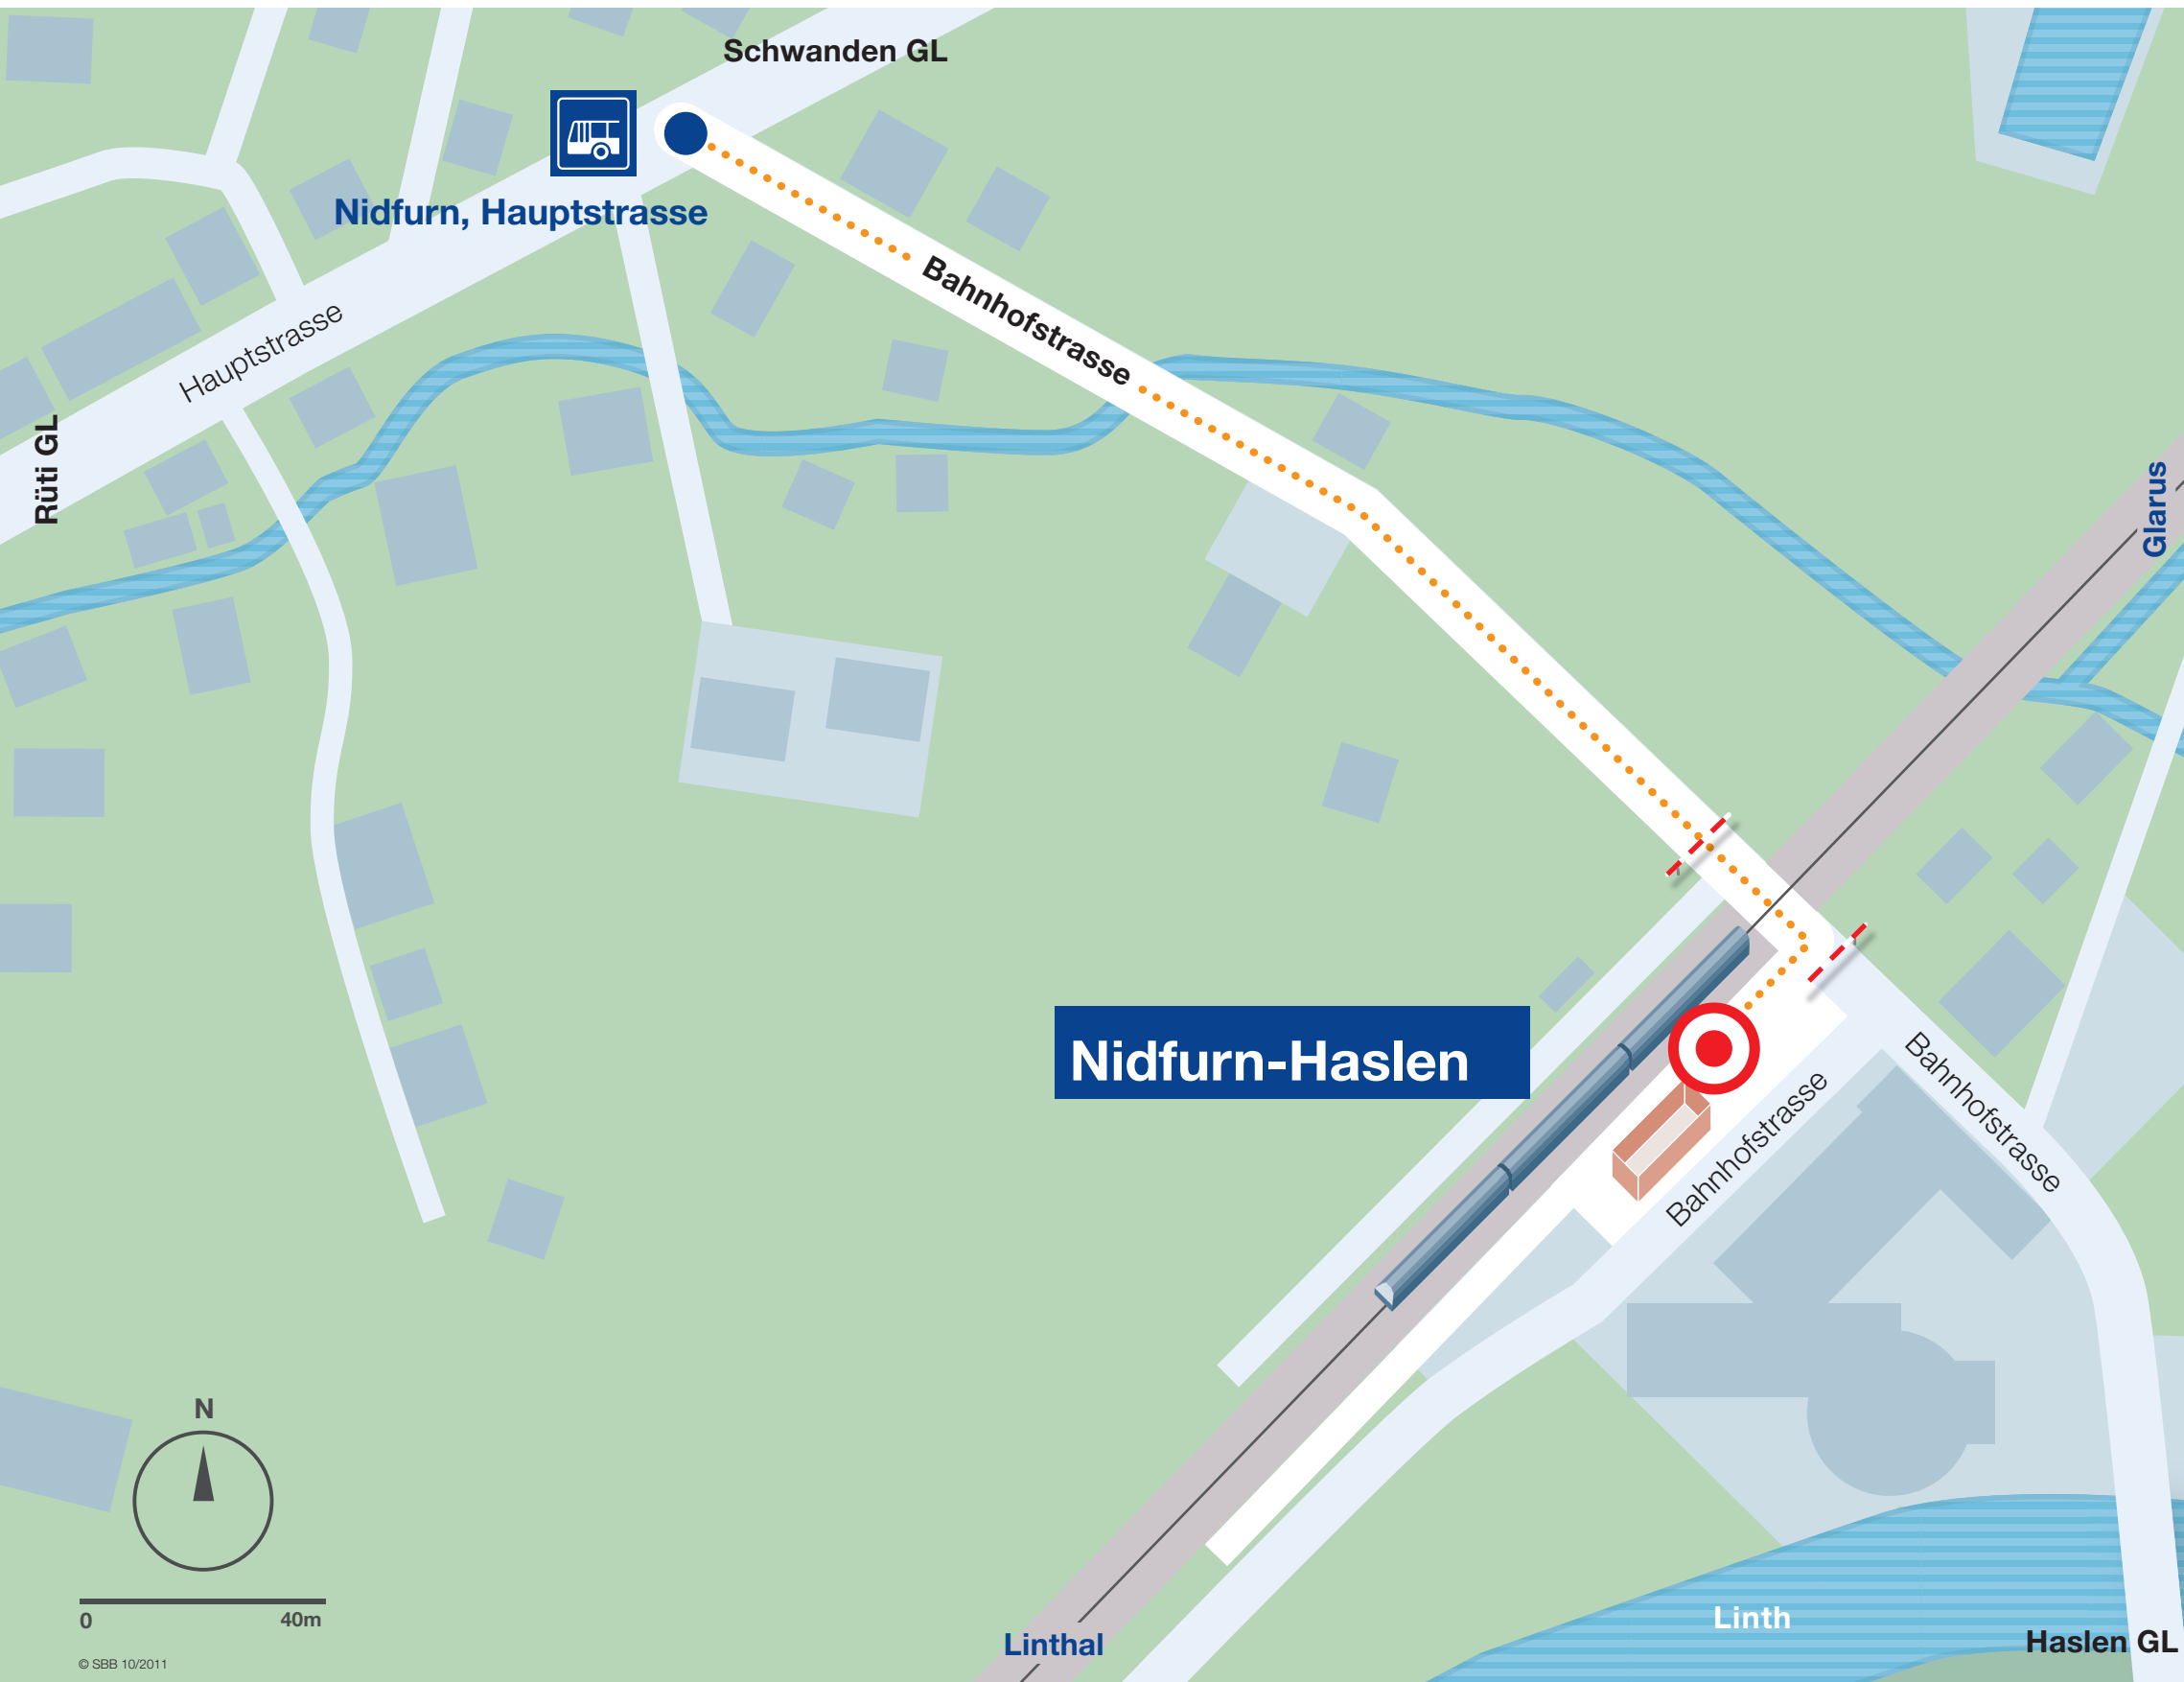 Schwanden GL
Nidfurn, Hauptstrasse
Bahnhofstrasse
Hauptstrasse
Rüti GL
Glarus
Nidfurn-Haslen
Bahnhofstrasse
Bahnhofstrasse
N
0 40m
Linth
Linthal
Haslen GL
© SBB 10/2011